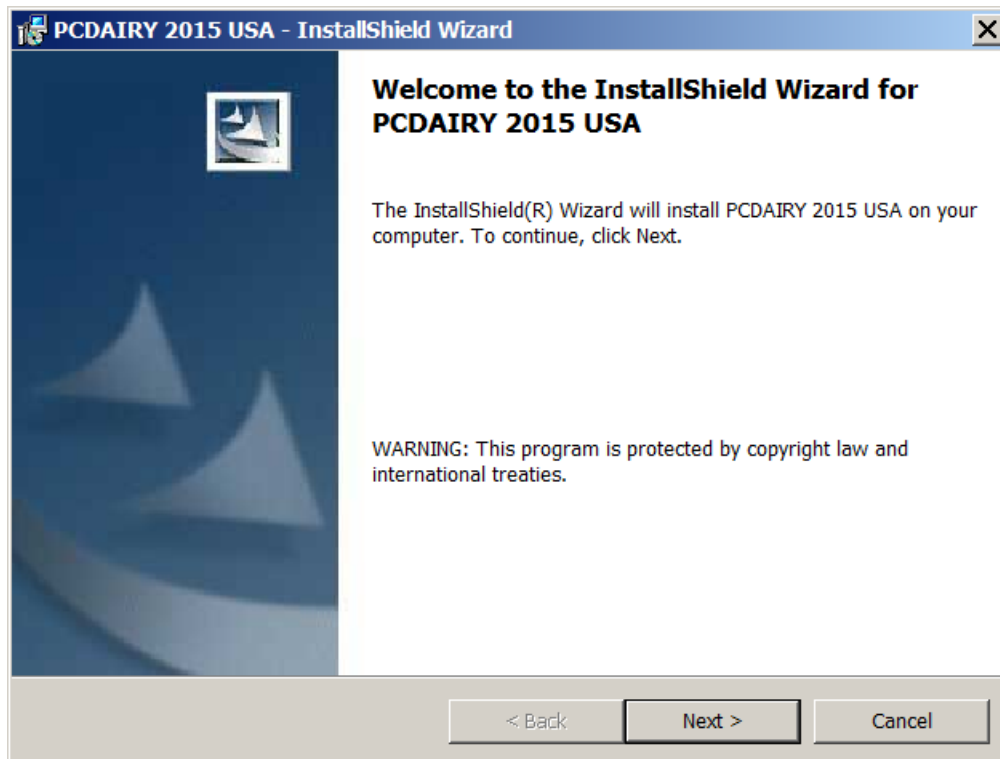 PCDAIRY 2015 USA - InstallShield Wizard
Welcome to the InstallShield Wizard for
PCDAIRY 2015 USA
The InstallShield(R) Wizard will install PCDAIRY 2015 USA on your
computer. To continue, click Next.
WARNING: This program is protected by copyright law and
international treaties.
< Back Next > Cancel